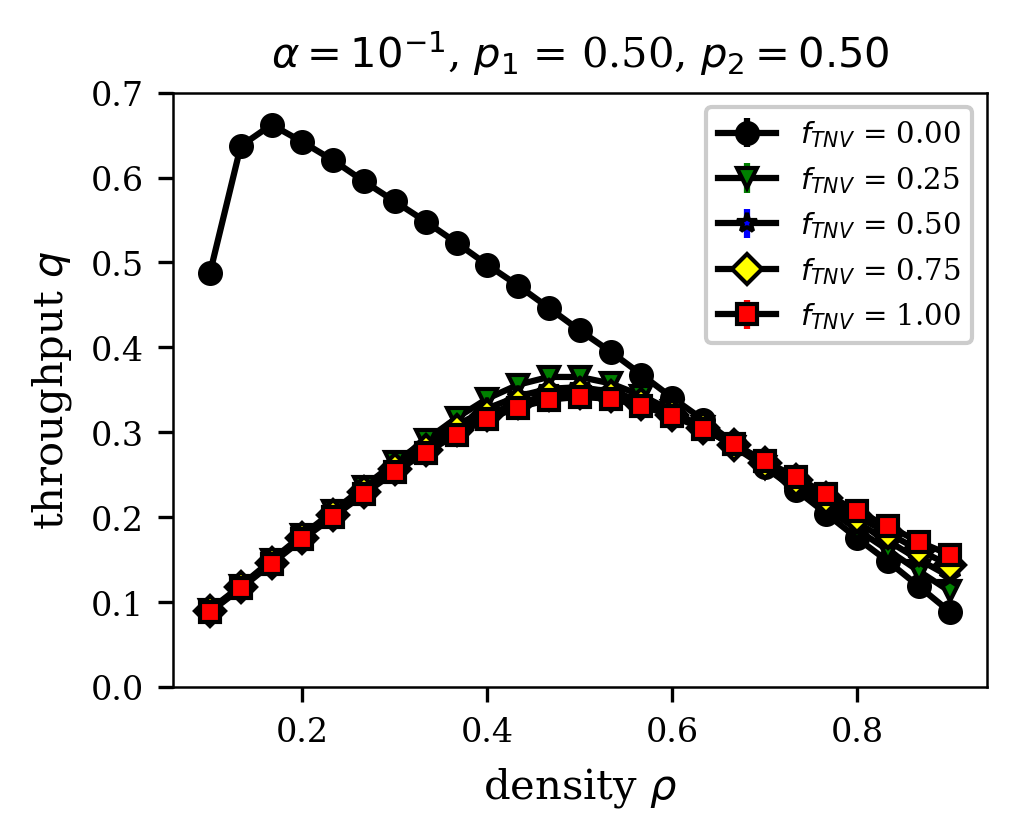 α = 10⁻¹, p₁ = 0.50, p₂ = 0.50
0.7
0.6
0.5
0.4
0.3
0.2
0.1
0.0
throughput q
f_TNV = 0.00
f_TNV = 0.25
f_TNV = 0.50
f_TNV = 0.75
f_TNV = 1.00
0.2 0.4 0.6 0.8
density ρ